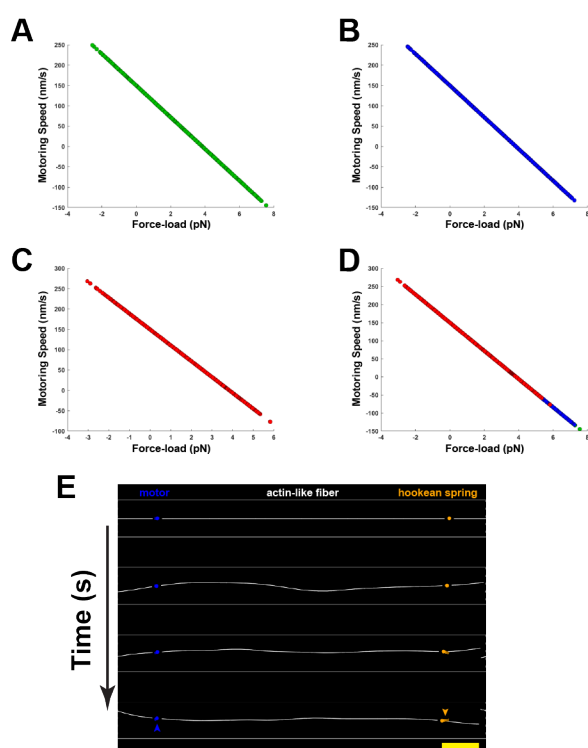 A
Motoring Speed (nm/s)
250
200
150
100
50
0
-50
-100
-150
-4 -2 0 2 4 6 8
Force-load (pN)
B
Motoring Speed (nm/s)
250
200
150
100
50
0
-50
-100
-150
-4 -2 0 2 4 6 8
Force-load (pN)
C
Motoring Speed (nm/s)
300
250
200
150
100
50
0
-50
-100
-4 -3 -2 -1 0 1 2 3 4 5 6
Force-load (pN)
D
Motoring Speed (nm/s)
300
250
200
150
100
50
0
-50
-100
-150
-4 -2 0 2 4 6 8
Force-load (pN)
E
motor actin-like fiber hookean spring
Time (s)